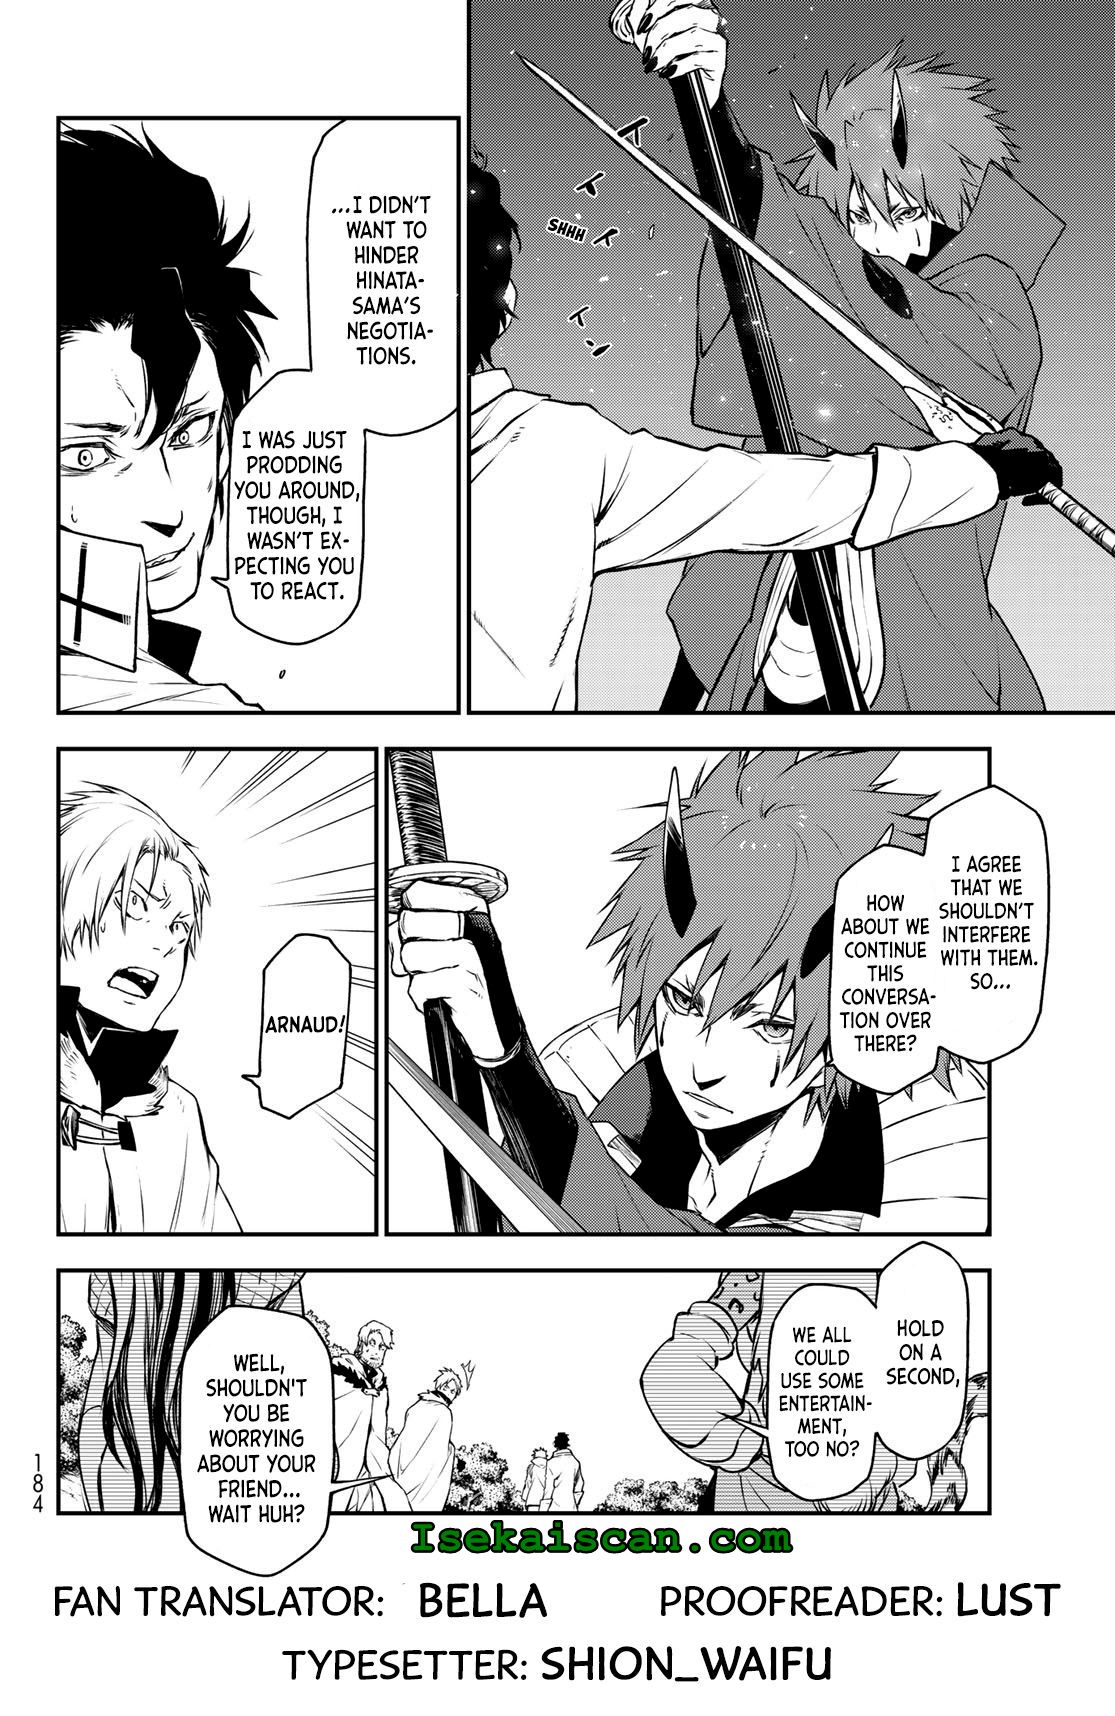 SHHH
...I DIDN'T
WANT TO
HINDER
HINATA-
SAMA'S
NEGOTIA-
TIONS.
I WAS JUST
PRODDING
YOU AROUND,
THOUGH, I
WASN'T EX-
PECTING YOU
TO REACT.
I AGREE
THAT WE
SHOULDN'T
INTERFERE
WITH THEM.
SO...
HOW
ABOUT WE
CONTINUE
THIS
CONVERSA-
TION OVER
THERE?
ARNAUD!
HOLD
ON A
SECOND,
WE ALL
COULD
USE SOME
ENTERTAIN-
MENT,
TOO NO?
WELL,
SHOULDN'T
YOU BE
WORRYING
ABOUT YOUR
FRIEND...
WAIT HUH?
184
Isekaiscan.com
FAN TRANSLATOR: BELLA PROOFREADER: LUST
TYPESETTER: SHION_WAIFU